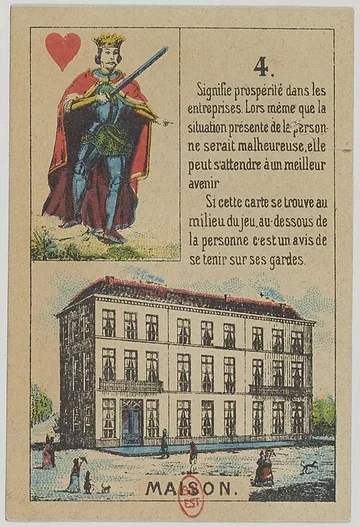 4.
Signifie prospérité dans les
entreprises. Lors même que la
situation présente de la person-
ne serait malheureuse, elle
peut s'attendre à un meilleur
avenir
Si cette carte se trouve au
milieu du jeu, au-dessous de
la personne c'est un avis de
se tenir sur ses gardes.
MAISON.
EST